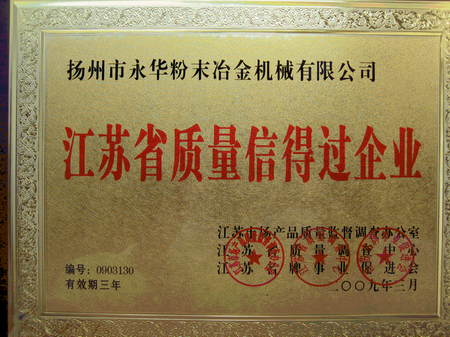 扬州市永华粉末冶金机械有限公司
江苏省质量信得过企业
江苏市场产品质量监督调查办公室
江苏省质量调查中心
江苏名牌事业促进会
编号：0903130
有效期三年
二〇〇九年三月